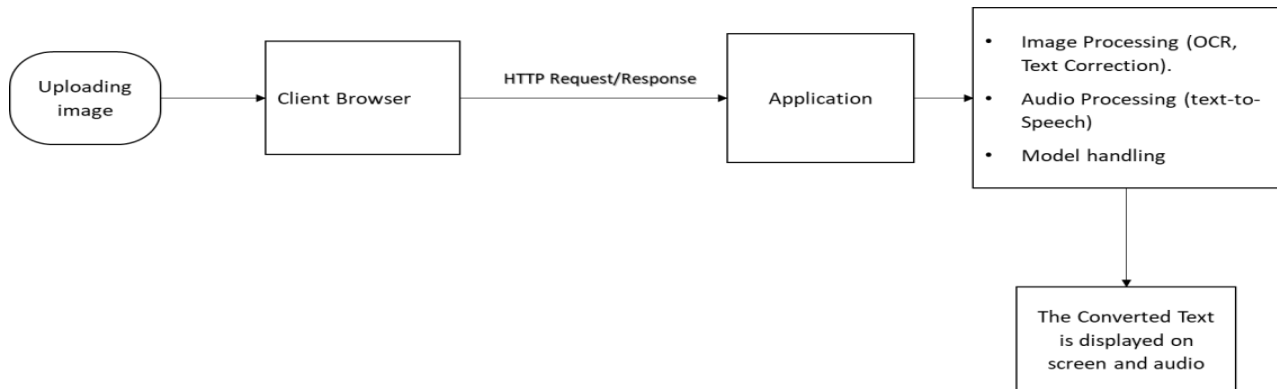 Uploading
image
Client Browser
HTTP Request/Response
Application
• Image Processing (OCR,
Text Correction).
• Audio Processing (text-to-
Speech)
• Model handling
The Converted Text
is displayed on
screen and audio